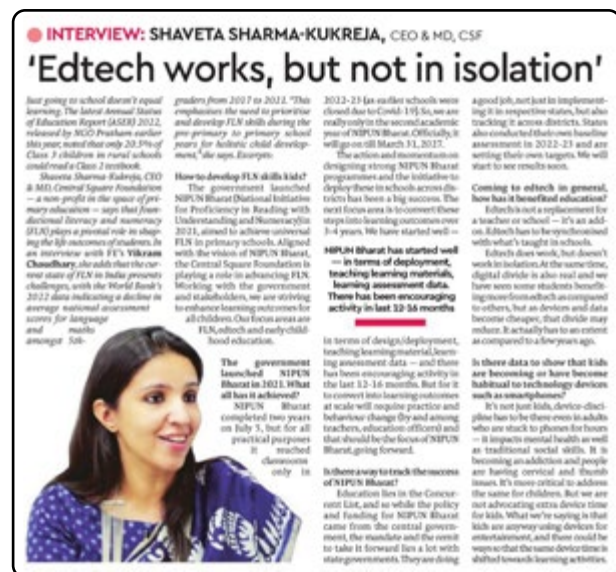 INTERVIEW: SHAVETA SHARMA-KUKREJA, CEO & MD, CSF
'Edtech works, but not in isolation'
Just going to school doesn't equal
learning. The latest Annual Status
of Education Report (ASER) 2022,
released by NGO Pratham earlier
this year, noted that only 20.5% of
Class 3 children in rural schools
could read a Class 2 textbook.
Shaveta Sharma-Kukreja, CEO
& MD, Central Square Foundation
— a non-profit in the space of pri-
mary education — says that foun-
dational literacy and numeracy
(FLN) plays a pivotal role in shap-
ing the life outcomes of students. In
an interview with FE's Vikram
Chaudhary, she adds that the cur-
rent state of FLN in India presents
challenges, with the World Bank's
2022 data indicating a decline in
average national assessment
scores for language
and maths
amongst 5th-
graders from 2017 to 2021. "This
emphasises the need to prioritise
and develop FLN skills during the
pre-primary to primary school
years for holistic child develop-
ment," she says. Excerpts:
How to develop FLN skills kids?
The government launched
NIPUN Bharat (National Initiative
for Proficiency in Reading with
Understanding and Numeracy) in
2021, aimed to achieve universal
FLN in primary schools. Aligned
with the vision of NIPUN Bharat,
the Central Square Foundation is
playing a role in advancing FLN.
Working with the government
and stakeholders, we are striving
to enhance learning outcomes for
all children. Our focus areas are
FLN, edtech and early child-
hood education.
The government
launched NIPUN
Bharat in 2021. What
all has it achieved?
NIPUN Bharat
completed two years
on July 5, but for all
practical purposes
it reached
classrooms
only in
2022-23 (as earlier schools were
closed due to Covid-19). So, we are
really only in the second academic
year of NIPUN Bharat. Officially, it
will go on till March 31, 2027.
The action and momentum on
designing strong NIPUN Bharat
programmes and the initiative to
deploy these in schools across dis-
tricts has been a big success. The
next focus area is to convert these
steps into learning outcomes over
3-4 years. We have started well —
NIPUN Bharat has started well
— in terms of deployment,
teaching learning materials,
learning assessment data.
There has been encouraging
activity in last 12-16 months
in terms of design/deployment,
teaching learning material, learn-
ing assessment data — and there
has been encouraging activity in
the last 12-16 months. But for it
to convert into learning outcomes
at scale will require practice and
behaviour change (by and among
teachers, education officers) and
that should be the focus of NIPUN
Bharat, going forward.
Is there a way to track the success
of NIPUN Bharat?
Education lies in the Concur-
rent List, and so while the policy
and funding for NIPUN Bharat
came from the central govern-
ment, the mandate and the remit
to take it forward lies a lot with
state governments. They are doing
a good job, not just in implement-
ing it in respective states, but also
tracking it across districts. States
also conducted their own baseline
assessment in 2022-23 and are
setting their own targets. We will
start to see results soon.
Coming to edtech in general,
how has it benefited education?
Edtech is not a replacement for
a teacher or school — it's an add-
on. Edtech has to be synchronised
with what's taught in schools.
Edtech does work, but doesn't
work in isolation. At the same time,
digital divide is also real and we
have seen some students benefit-
ing more from edtech as compared
to others, but as devices and data
become cheaper, that divide may
reduce. It actually has to an extent
as compared to a few years ago.
Is there data to show that kids
are becoming or have become
habitual to technology devices
such as smartphones?
It's not just kids, device-disci-
pline has to be there even in adults
who are stuck to phones for hours
— it impacts mental health as well
as traditional social skills. It is
becoming an addiction and people
are having cervical and thumb
issues. It's more critical to address
the same for children. But we are
not advocating extra device time
for kids. What we're saying is that
kids are anyway using devices for
entertainment, and there could be
ways so that the same device time is
shifted towards learning activities.